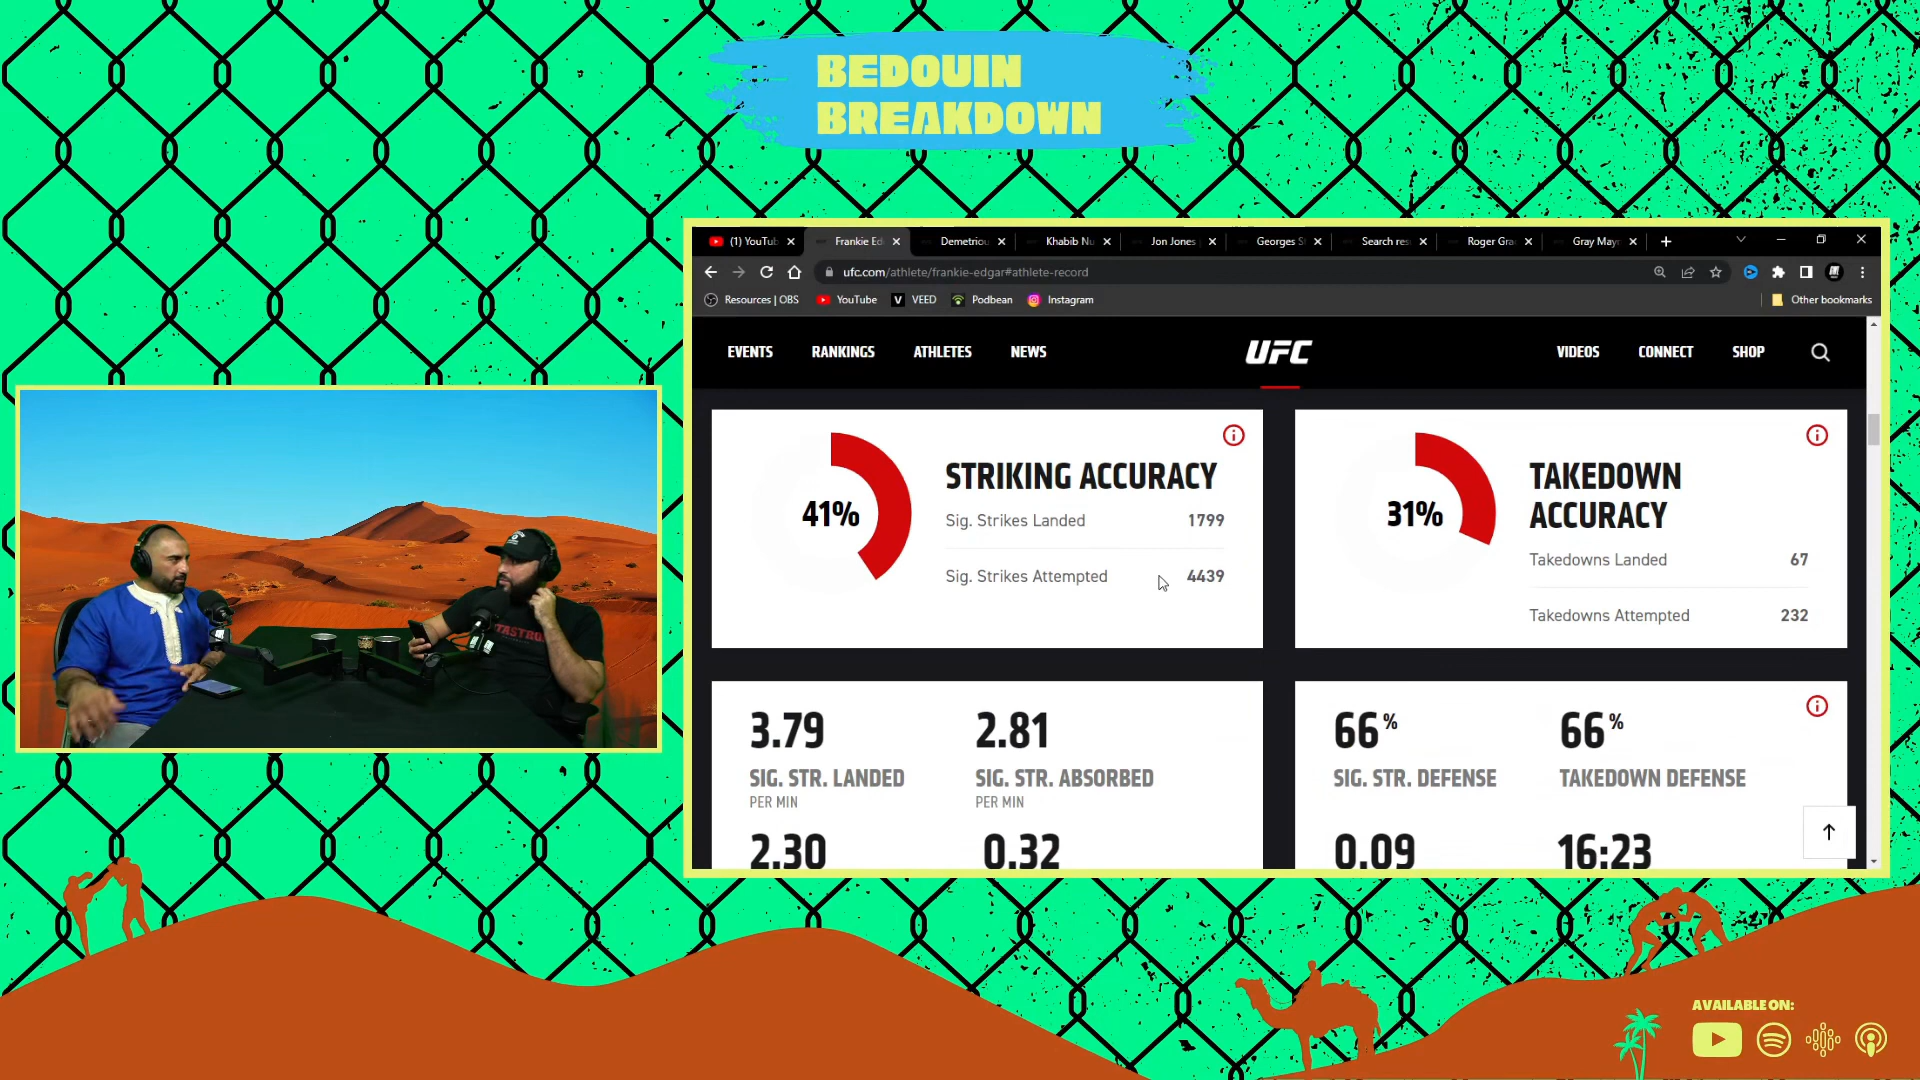 BEDOUIN
BREAKDOWN
(1) YouTub
Frankie Ed
Demetriou
Khabib Nu
Jon Jones
Georges S
Search res
Roger Gra
Gray Mayn
ufc.com/athlete/frankie-edgar#athlete-record
Resources | OBS
YouTube
VEED
Podbean
Instagram
Other bookmarks
EVENTS
RANKINGS
ATHLETES
NEWS
UFC
VIDEOS
CONNECT
SHOP
41%
STRIKING ACCURACY
Sig. Strikes Landed 1799
Sig. Strikes Attempted 4439
31%
TAKEDOWN
ACCURACY
Takedowns Landed 67
Takedowns Attempted 232
3.79
SIG. STR. LANDED
PER MIN
2.81
SIG. STR. ABSORBED
PER MIN
66%
SIG. STR. DEFENSE
66%
TAKEDOWN DEFENSE
2.30
0.32
0.09
16:23
AVAILABLE ON: